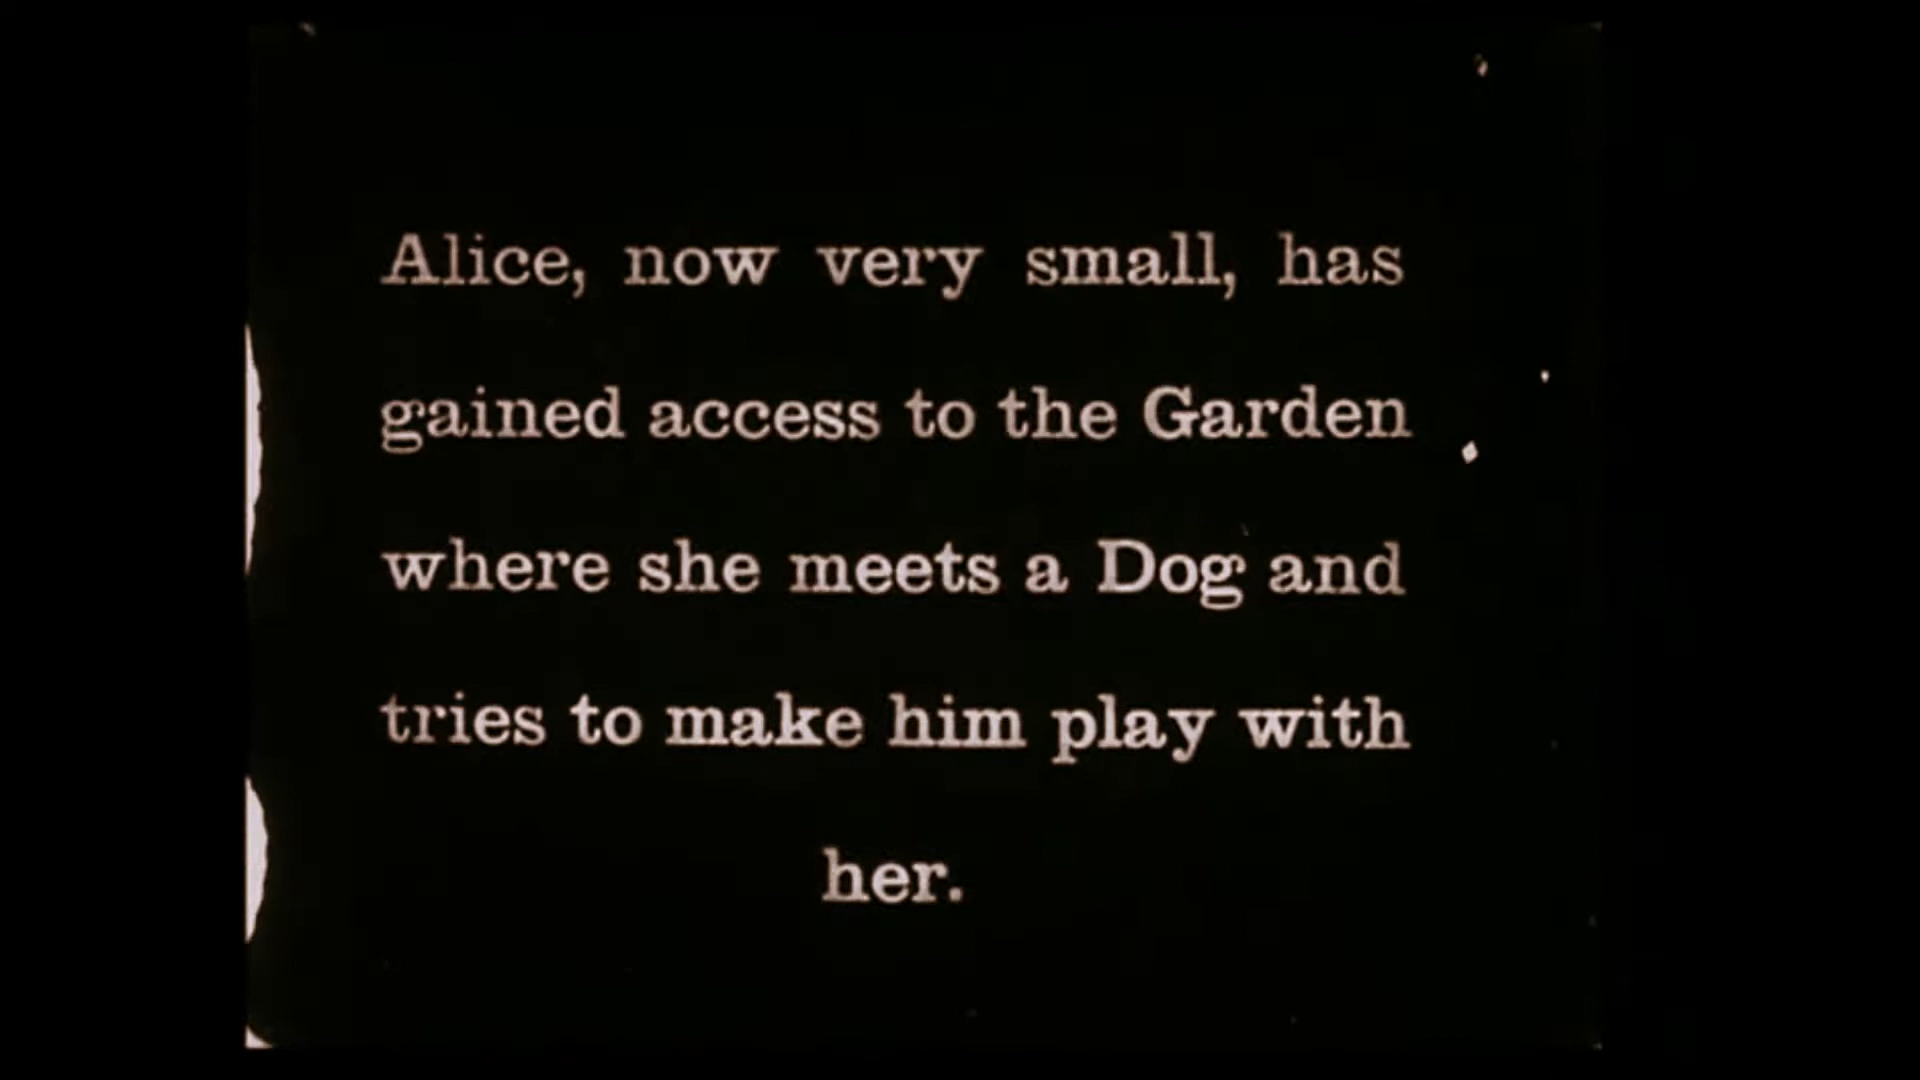 Alice, now very small, has
gained access to the Garden
where she meets a Dog and
tries to make him play with
her.